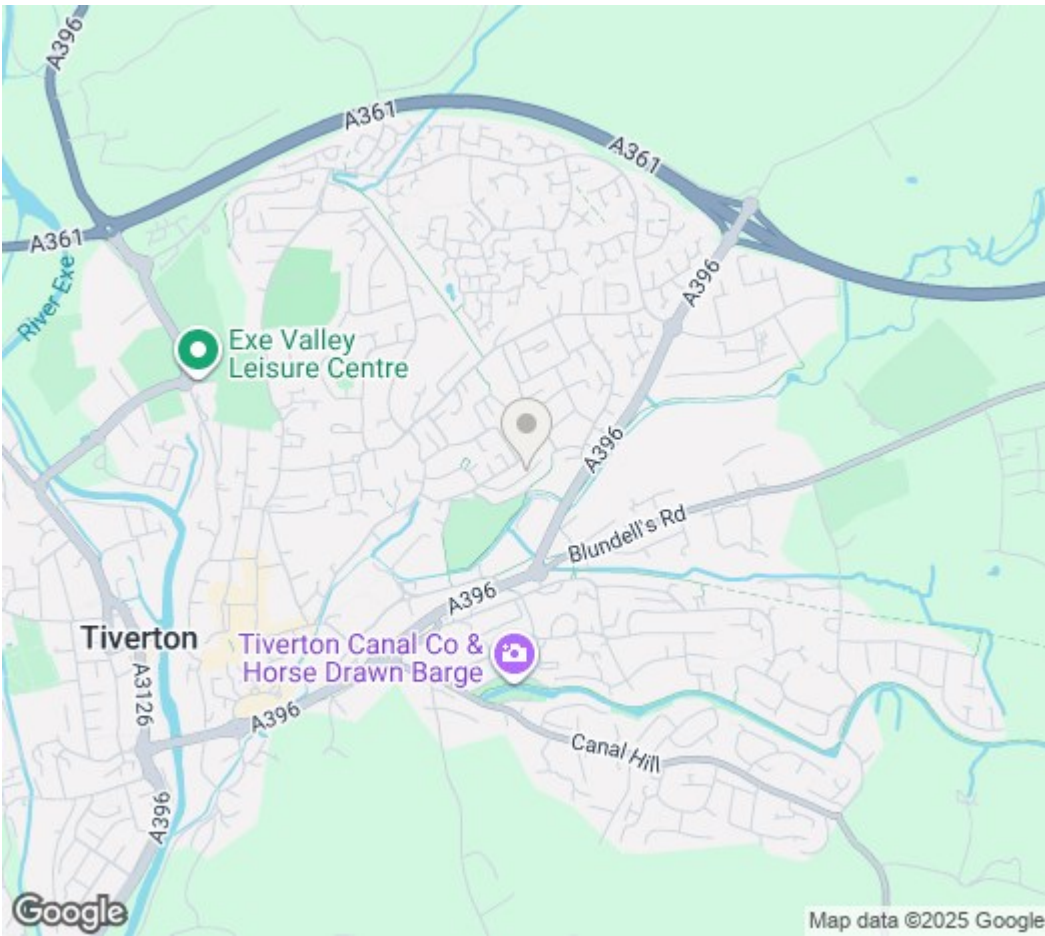 A396
A361
A361
A361
River Exe
A396
Exe Valley
Leisure Centre
A396
Blundell's Rd
A396
Tiverton
Tiverton Canal Co &
Horse Drawn Barge
A3126
A396
Canal Hill
A396
Google
Map data ©2025 Google